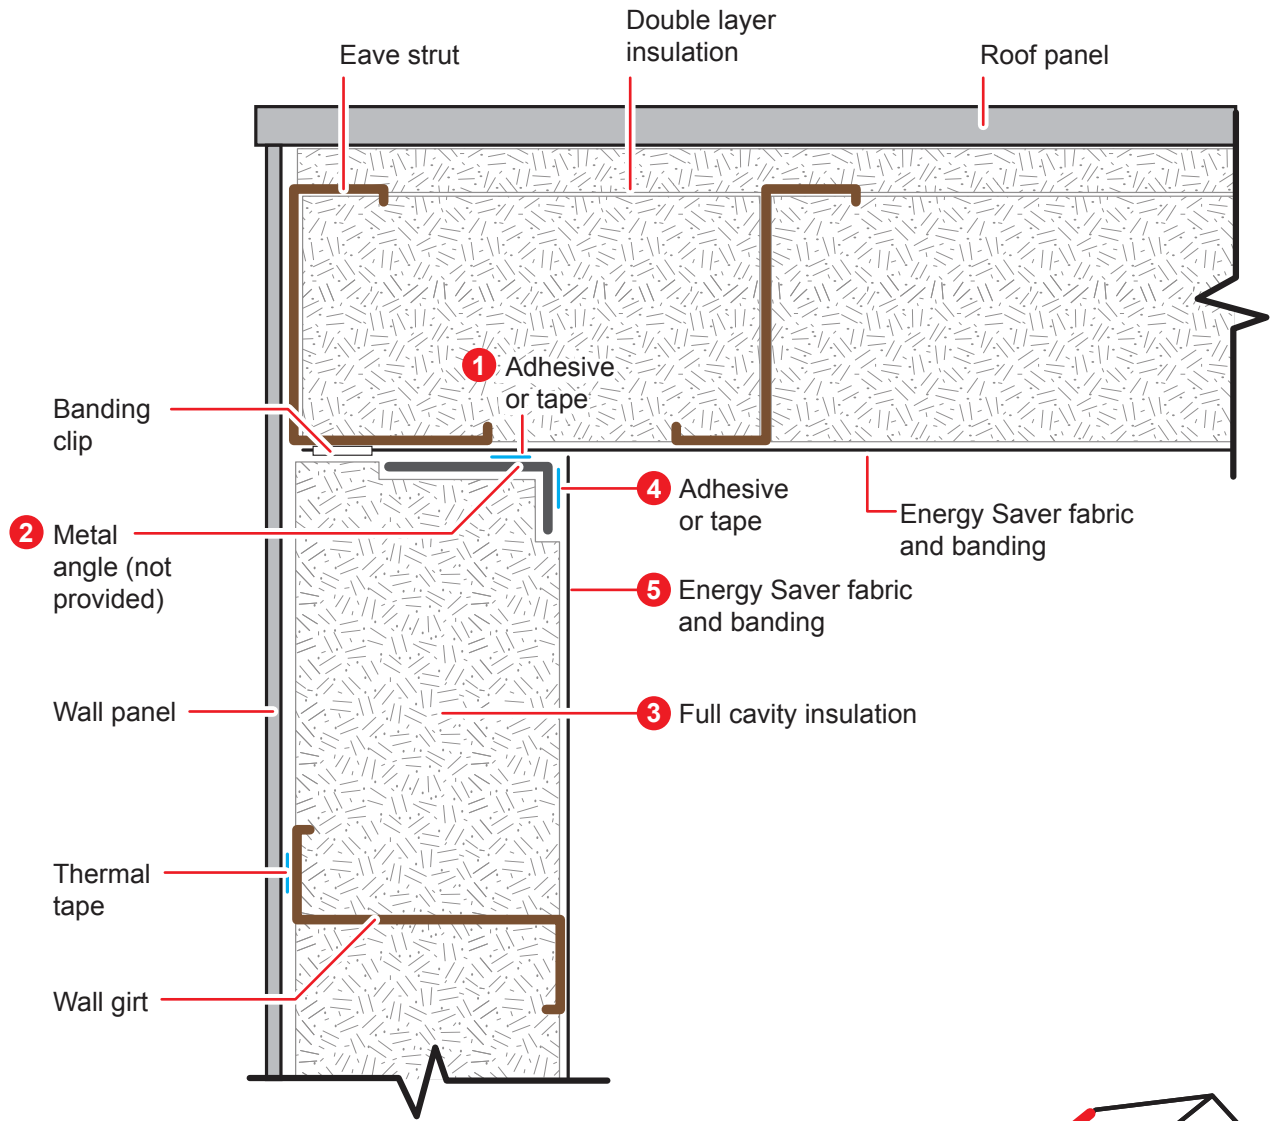 Double layer
insulation
Eave strut
Roof panel
1 Adhesive
or tape
Banding
clip
4 Adhesive
or tape
Energy Saver fabric
and banding
2 Metal
angle (not
provided)
5 Energy Saver fabric
and banding
Wall panel
3 Full cavity insulation
Thermal
tape
Wall girt